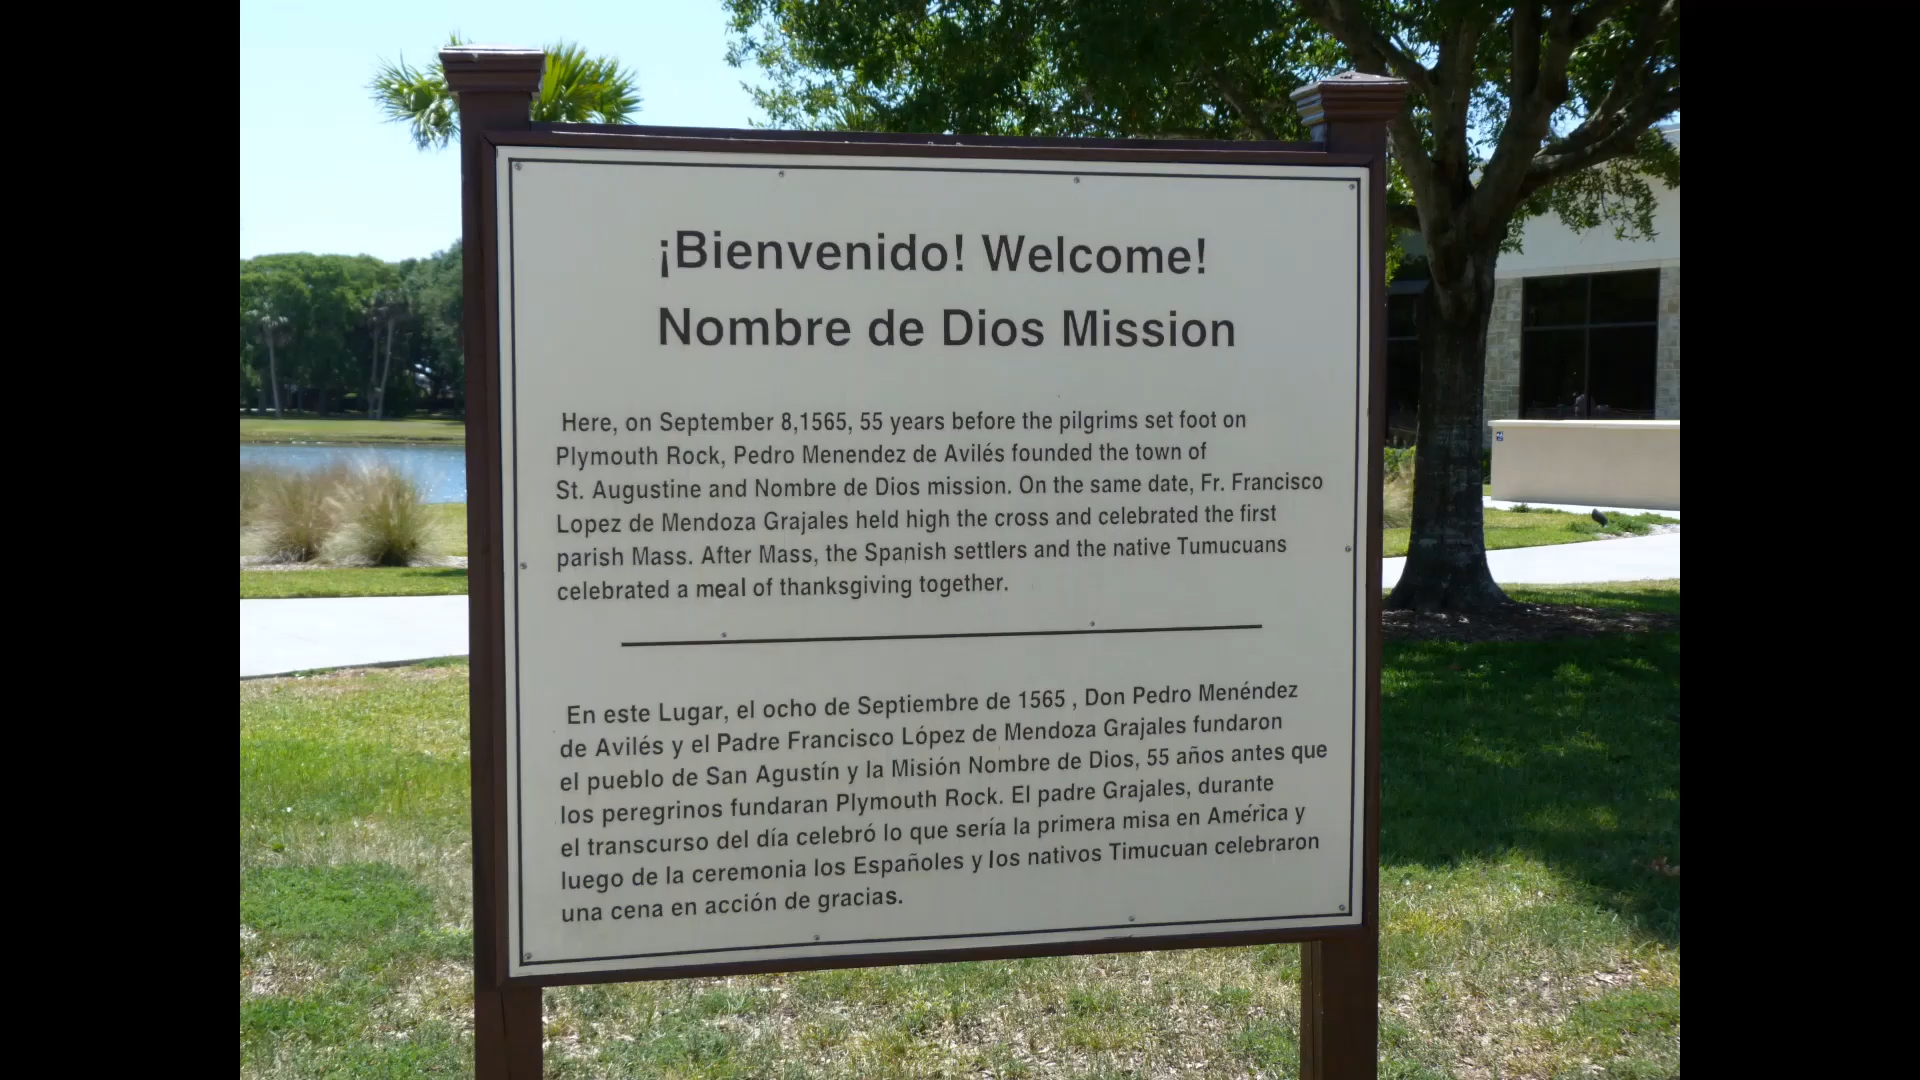 ¡Bienvenido! Welcome!
Nombre de Dios Mission
Here, on September 8,1565, 55 years before the pilgrims set foot on
Plymouth Rock, Pedro Menendez de Avilés founded the town of
St. Augustine and Nombre de Dios mission. On the same date, Fr. Francisco
Lopez de Mendoza Grajales held high the cross and celebrated the first
parish Mass. After Mass, the Spanish settlers and the native Tumucuans
celebrated a meal of thanksgiving together.
En este Lugar, el ocho de Septiembre de 1565 , Don Pedro Menéndez
de Avilés y el Padre Francisco López de Mendoza Grajales fundaron
el pueblo de San Agustín y la Misión Nombre de Dios, 55 años antes que
los peregrinos fundaran Plymouth Rock. El padre Grajales, durante
el transcurso del día celebró lo que sería la primera misa en América y
luego de la ceremonia los Españoles y los nativos Timucuan celebraron
una cena en acción de gracias.